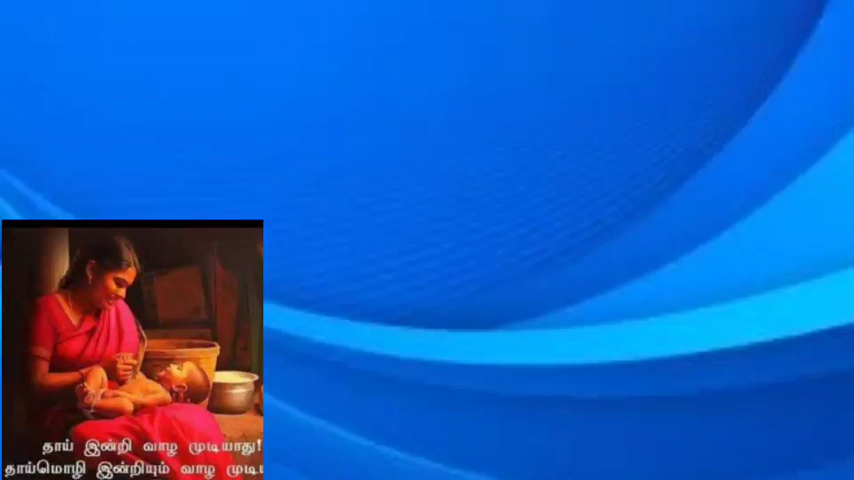 தாய் இன்றி வாழ முடியாது!
தாய்மொழி இன்றியும் வாழ